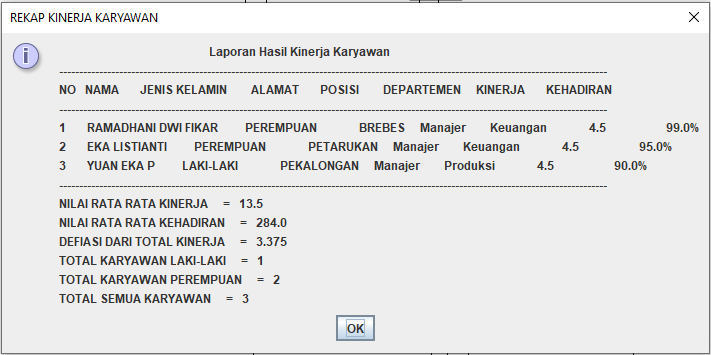 REKAP KINERJA KARYAWAN
Laporan Hasil Kinerja Karyawan
NO NAMA JENIS KELAMIN ALAMAT POSISI DEPARTEMEN KINERJA KEHADIRAN
1 RAMADHANI DWI FIKAR PEREMPUAN BREBES Manajer Keuangan 4.5 99.0%
2 EKA LISTIANTI PEREMPUAN PETARUKAN Manajer Keuangan 4.5 95.0%
3 YUAN EKA P LAKI-LAKI PEKALONGAN Manajer Produksi 4.5 90.0%
NILAI RATA RATA KINERJA = 13.5
NILAI RATA RATA KEHADIRAN = 284.0
DEFIASI DARI TOTAL KINERJA = 3.375
TOTAL KARYAWAN LAKI-LAKI = 1
TOTAL KARYAWAN PEREMPUAN = 2
TOTAL SEMUA KARYAWAN = 3
OK